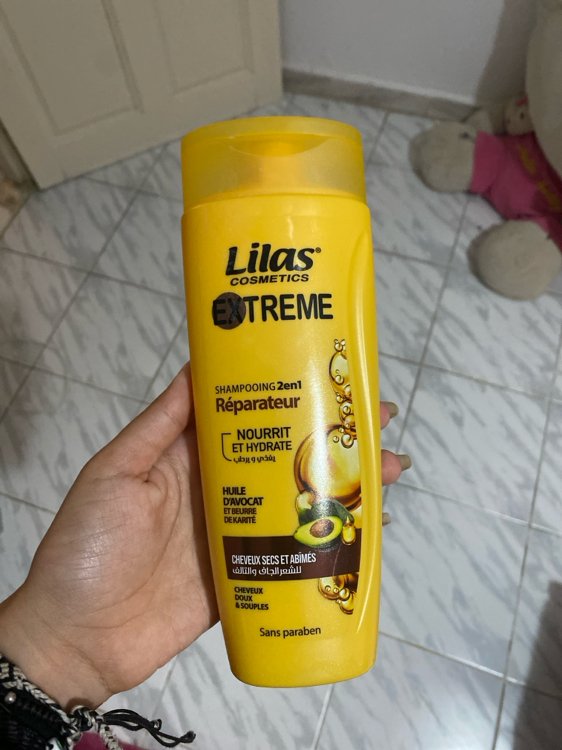 Lilas®
COSMETICS
EXTREME
SHAMPOOING 2en1
Réparateur
NOURRIT
ET HYDRATE
يغذي و يرطب
HUILE
D'AVOCAT
ET BEURRE
DE KARITÉ
CHEVEUX SECS ET ABÎMÉS
للشعر الجاف والتالف
CHEVEUX
DOUX
& SOUPLES
Sans paraben